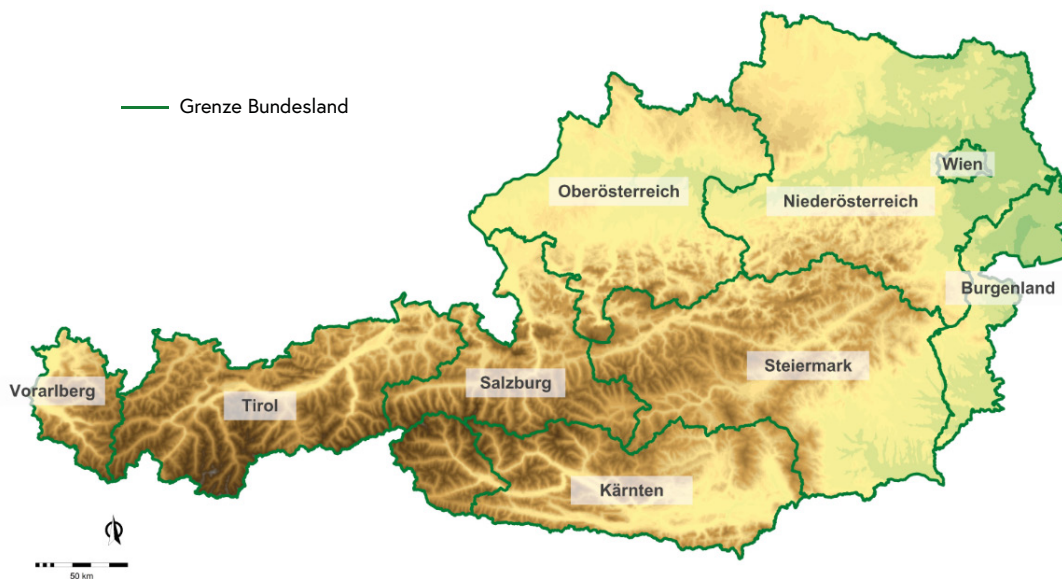 Grenze Bundesland
Wien
Oberösterreich
Niederösterreich
Burgenland
Steiermark
Salzburg
Vorarlberg
Tirol
Kärnten
50 km